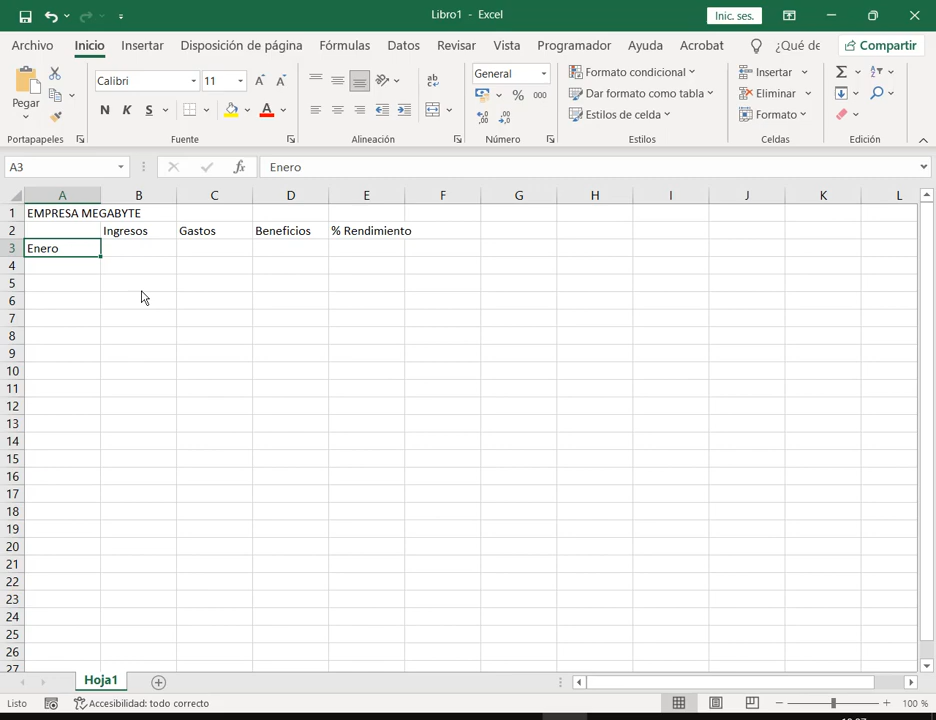 Libro1 - Excel
Inic. ses.
Archivo Inicio Insertar Disposición de página Fórmulas Datos Revisar Vista Programador Ayuda Acrobat ¿Qué de Compartir
Pegar
Calibri 11
N K S
A A
ab
c
General
% 000
Formato condicional
Dar formato como tabla
Estilos de celda
Insertar
Eliminar
Formato
Portapapeles Fuente Alineación Número Estilos Celdas Edición
A3 fx Enero
A B C D E F G H I J K L
1 EMPRESA MEGABYTE
2 Ingresos Gastos Beneficios % Rendimiento
3 Enero
4
5
6
7
8
9
10
11
12
13
14
15
16
17
18
19
20
21
22
23
24
25
26
27
Hoja1
Listo Accesibilidad: todo correcto 100 %